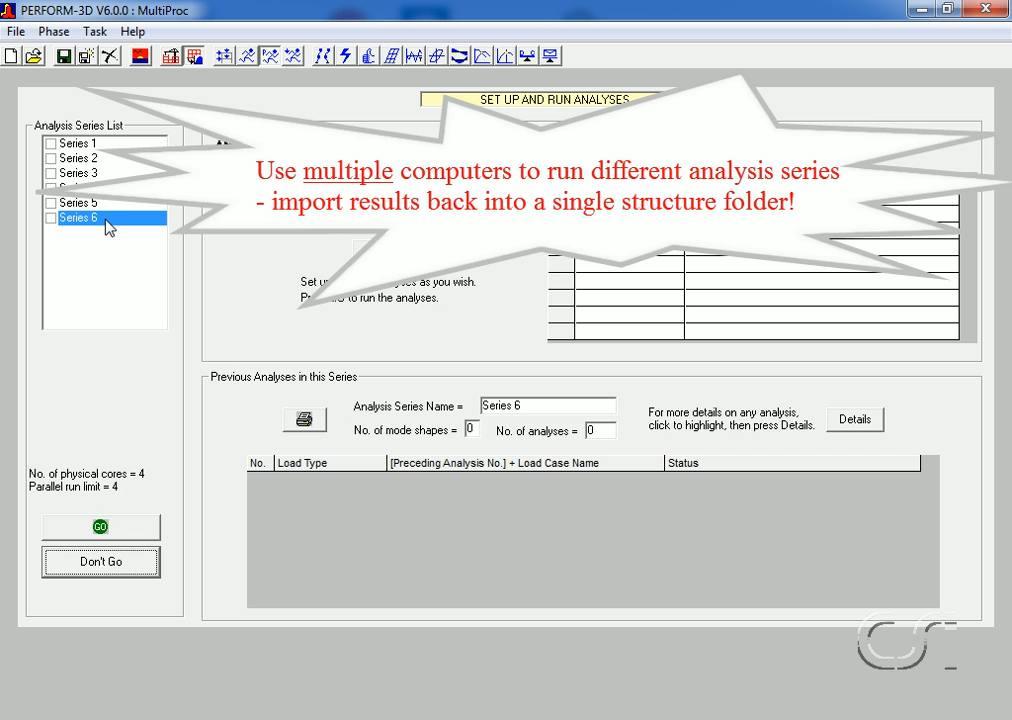 PERFORM-3D V6.0.0 : MultiProc
File Phase Task Help
SET UP AND RUN ANALYSES
Analysis Series List
Series 1
Series 2
Series 3
Series 5
Series 6
Use multiple computers to run different analysis series
- import results back into a single structure folder!
as you wish.
to run the analyses.
Previous Analyses in this Series
Analysis Series Name = Series 6
No. of mode shapes = 0 No. of analyses = 0
For more details on any analysis,
click to highlight, then press Details.
Details
No. Load Type [Preceding Analysis No.] + Load Case Name Status
No. of physical cores = 4
Parallel run limit = 4
GO
Don't Go
CSi